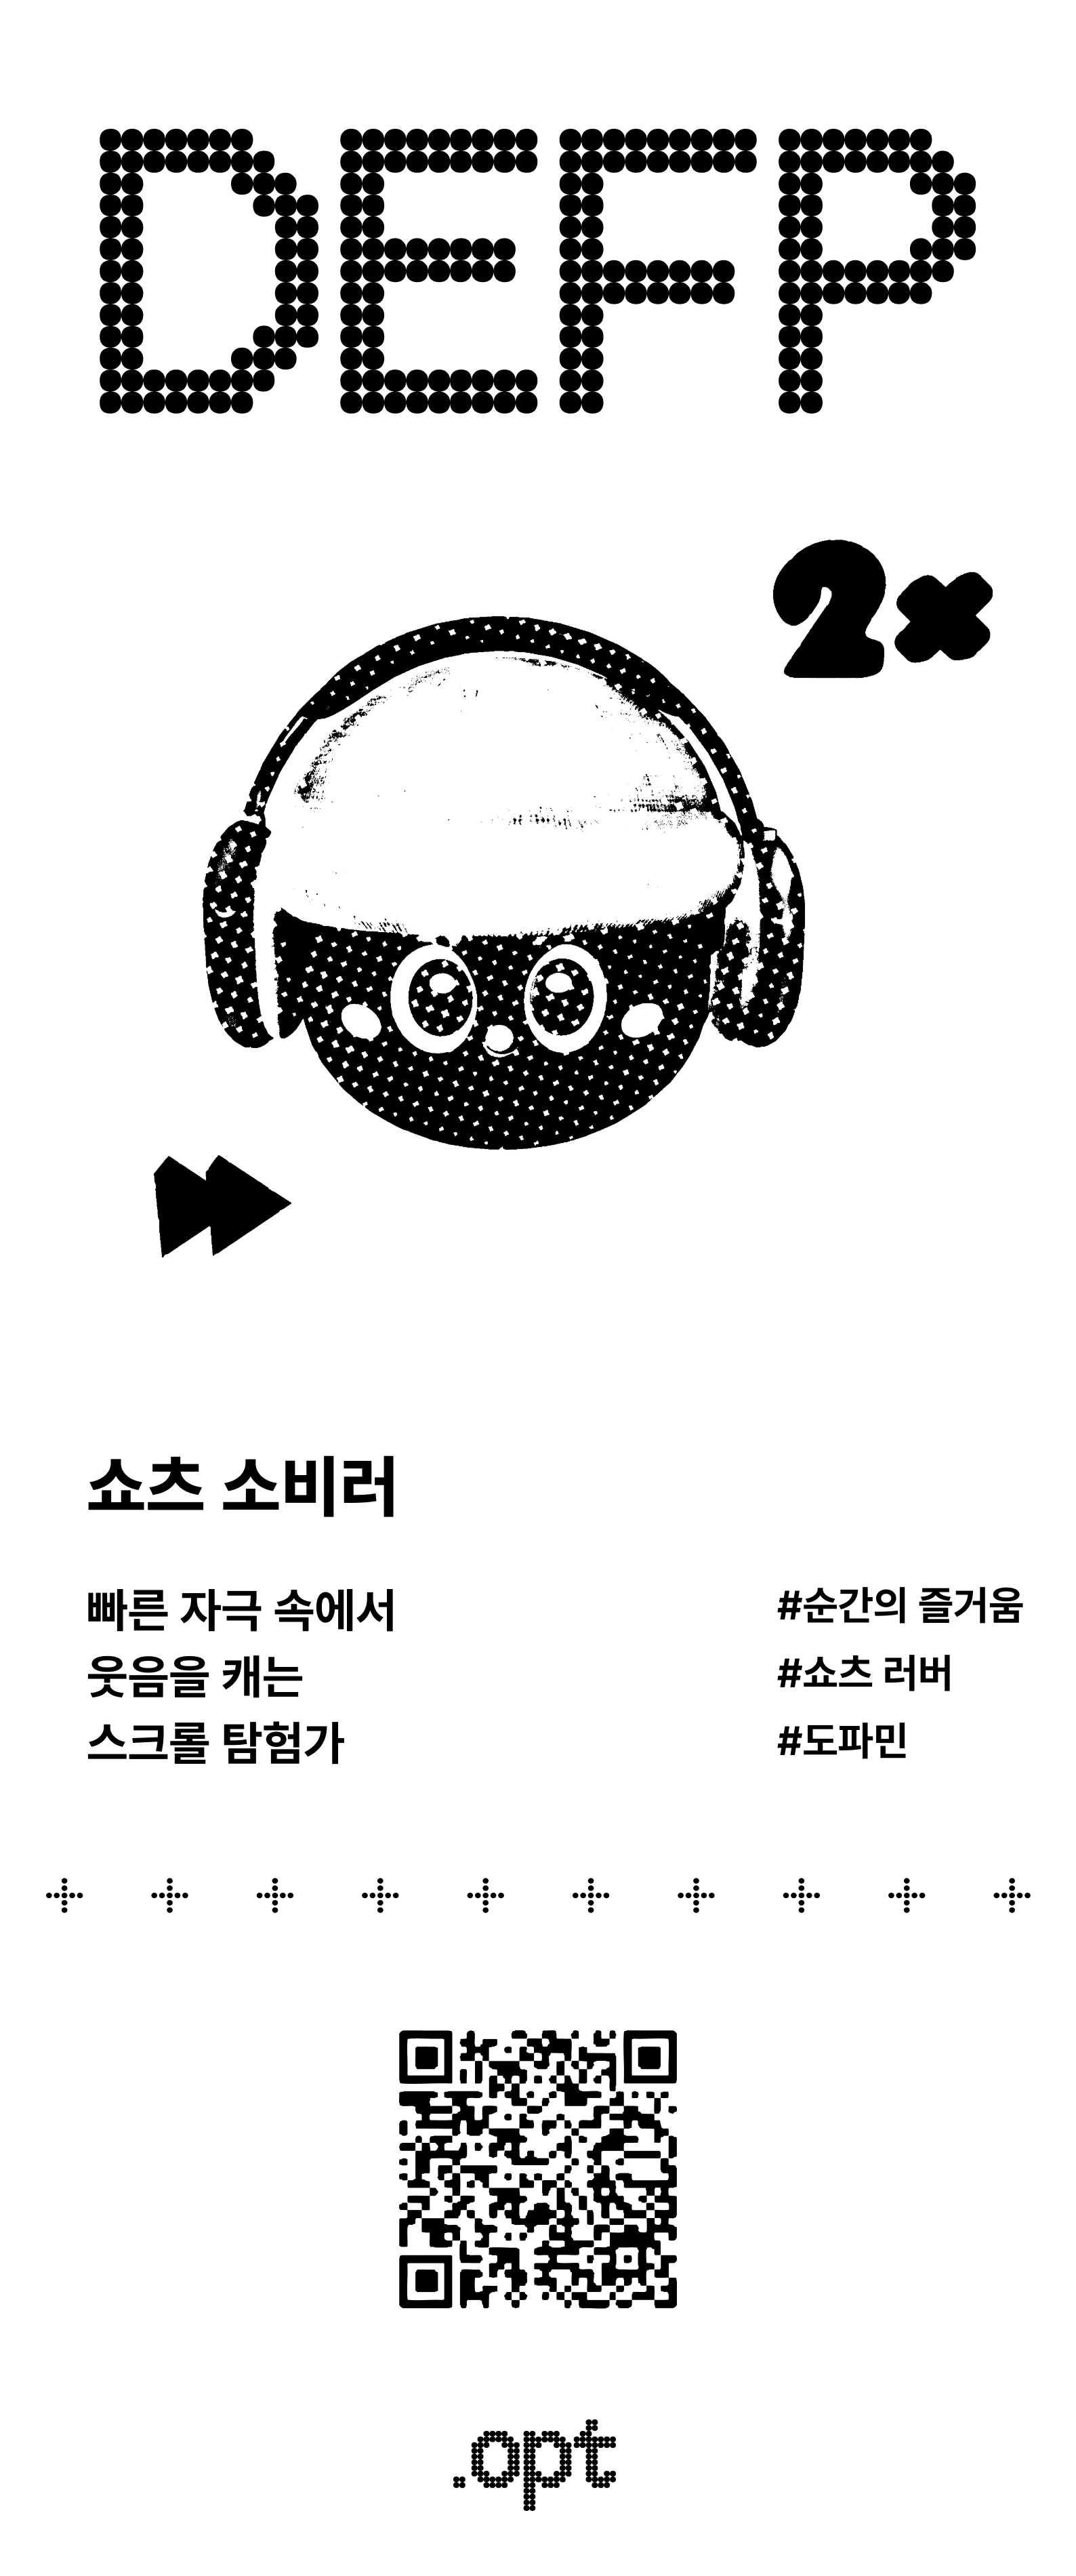 DEFP
2×
쇼츠 소비러
빠른 자극 속에서
웃음을 캐는
스크롤 탐험가
#순간의 즐거움
#쇼츠 러버
#도파민
.opt